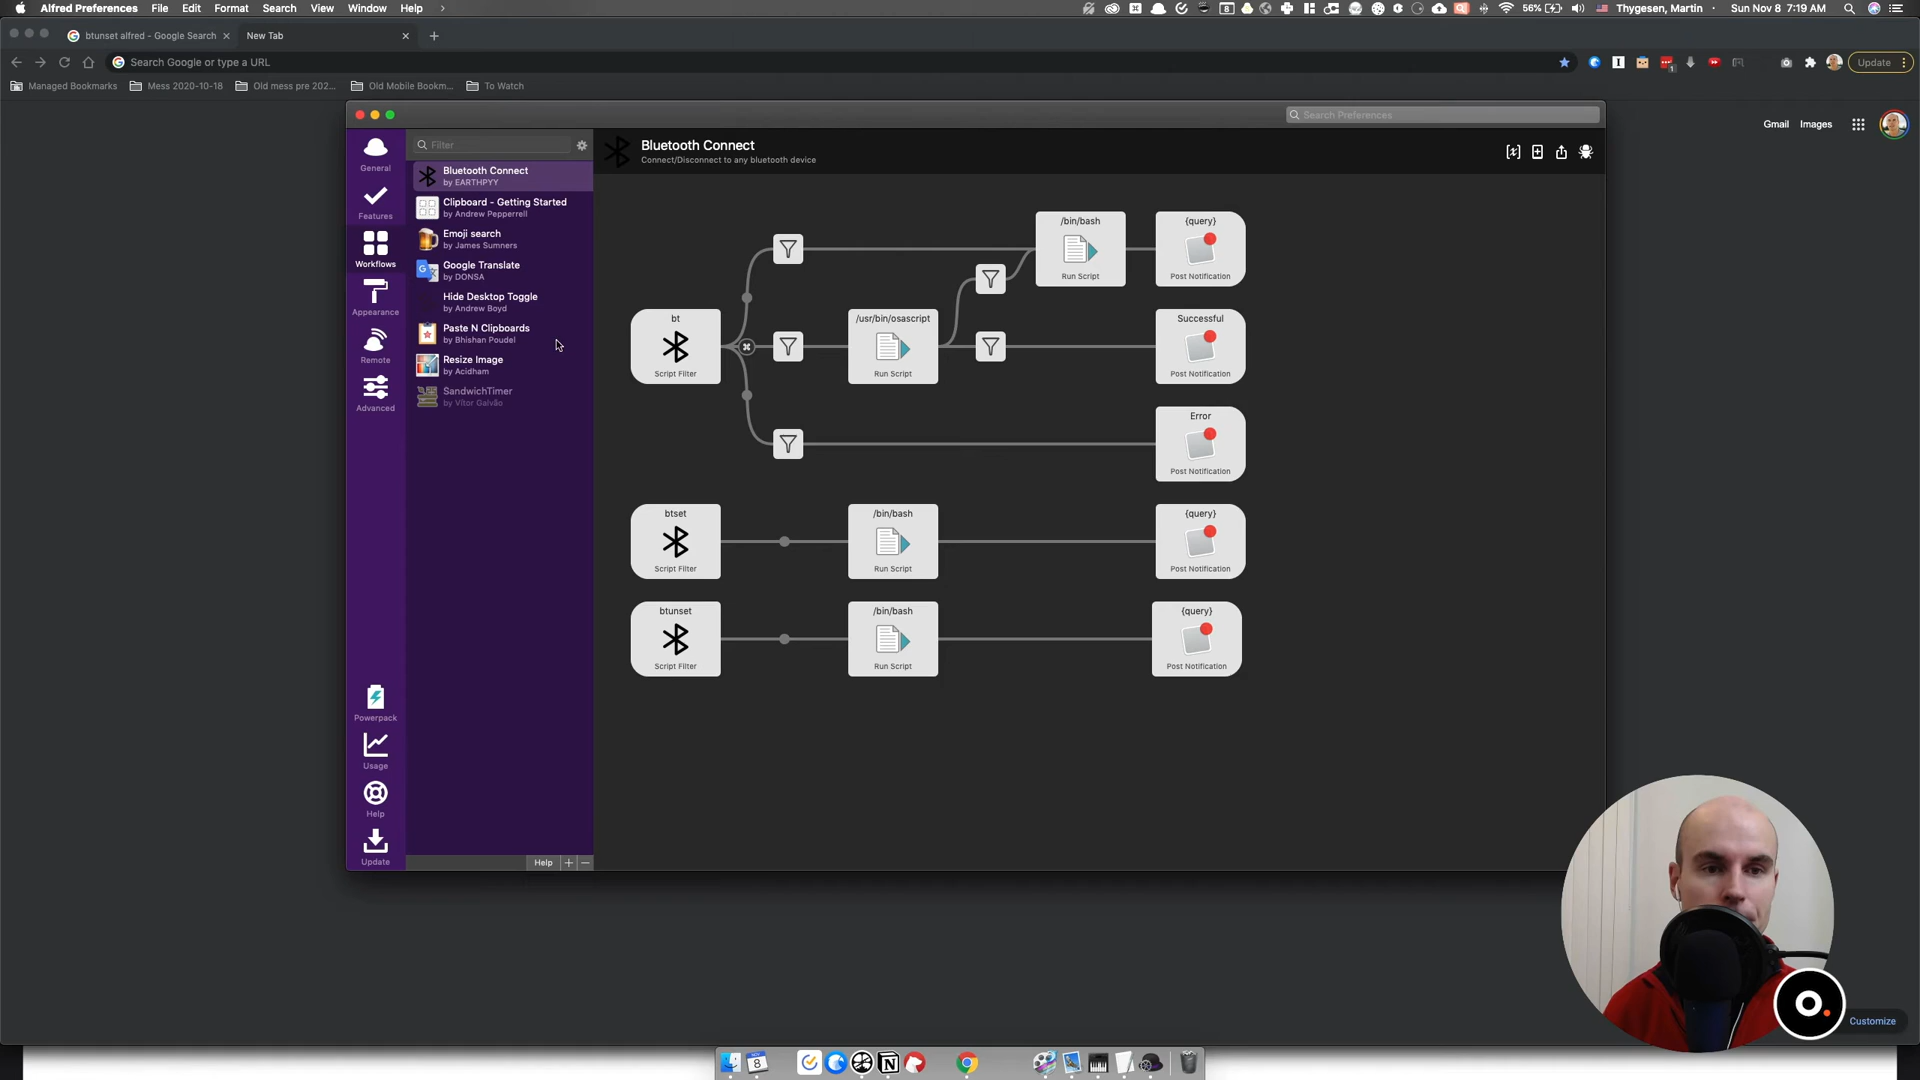 Alfred Preferences File Edit Format Search View Window Help
56% Thygesen, Martin Sun Nov 8 7:19 AM
btunset alfred - Google Search New Tab
Search Google or type a URL
Update
Managed Bookmarks Mess 2020-10-18 Old mess pre 202... Old Mobile Bookm... To Watch
Search Preferences
Gmail Images
General
Features
Workflows
Appearance
Remote
Advanced
Powerpack
Usage
Help
Update
Filter
Bluetooth Connect
by EARTHPYY
Clipboard - Getting Started
by Andrew Pepperrell
Emoji search
by James Sumners
Google Translate
by DONSA
Hide Desktop Toggle
by Andrew Boyd
Paste N Clipboards
by Bhishan Poudel
Resize Image
by Acidham
SandwichTimer
by Vítor Galvão
Help + −
Bluetooth Connect
Connect/Disconnect to any bluetooth device
/bin/bash
Run Script
{query}
Post Notification
bt
Script Filter
/usr/bin/osascript
Run Script
Successful
Post Notification
Error
Post Notification
btset
Script Filter
/bin/bash
Run Script
{query}
Post Notification
btunset
Script Filter
/bin/bash
Run Script
{query}
Post Notification
Customize
NOV
8